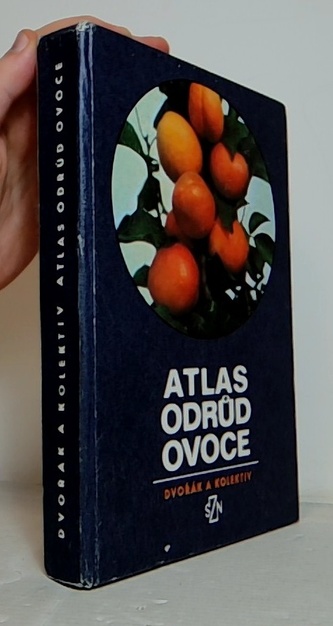 DVOŘÁK A KOLEKTIV ATLAS ODRŮD OVOCE
ATLAS
ODRŮD
OVOCE
DVOŘÁK A KOLEKTIV
SZN